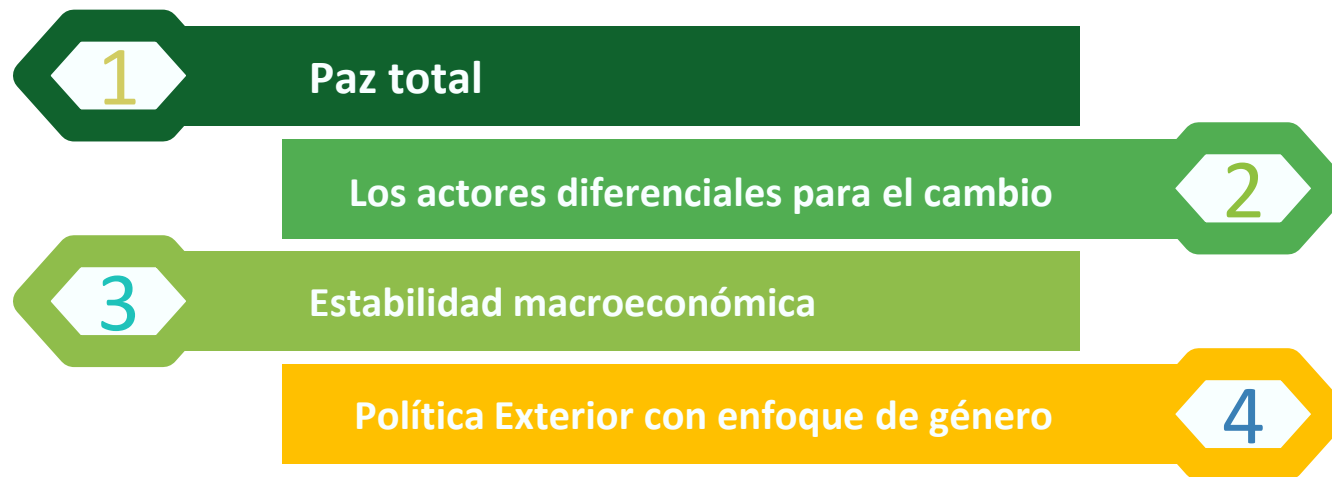 1 Paz total
Los actores diferenciales para el cambio 2
3 Estabilidad macroeconómica
Política Exterior con enfoque de género 4